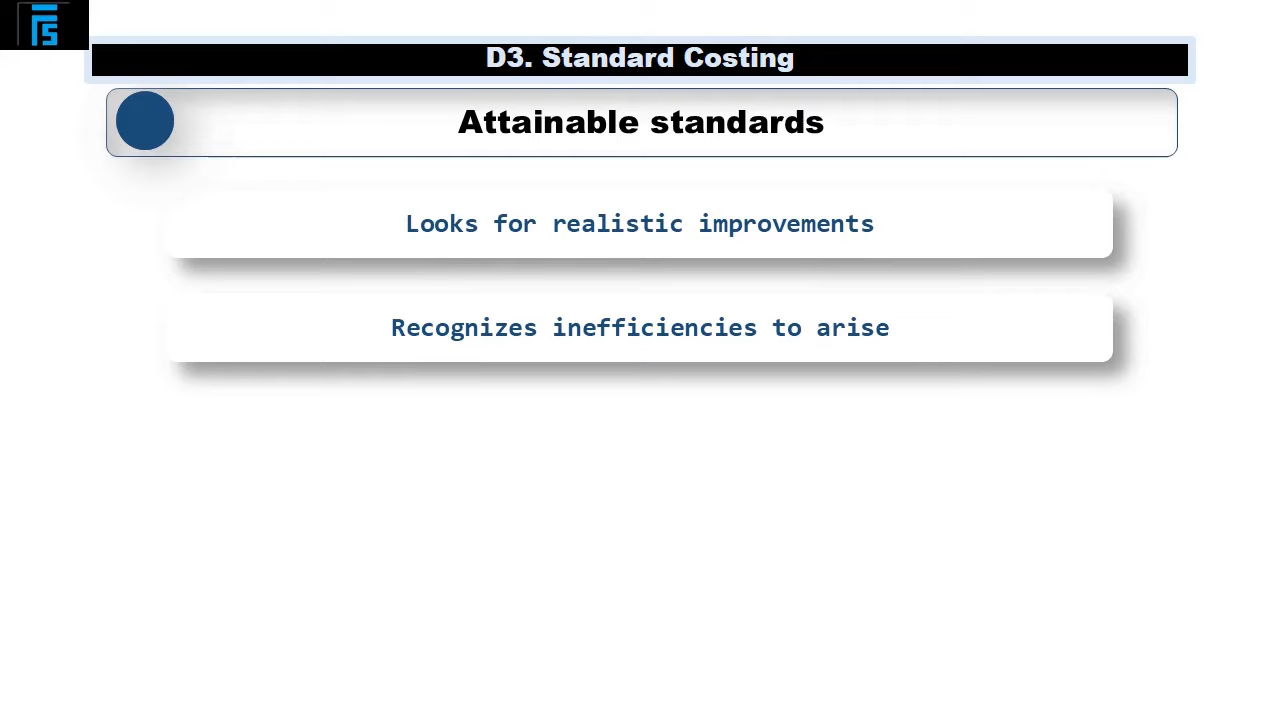 D3. Standard Costing
Attainable standards
Looks for realistic improvements
Recognizes inefficiencies to arise